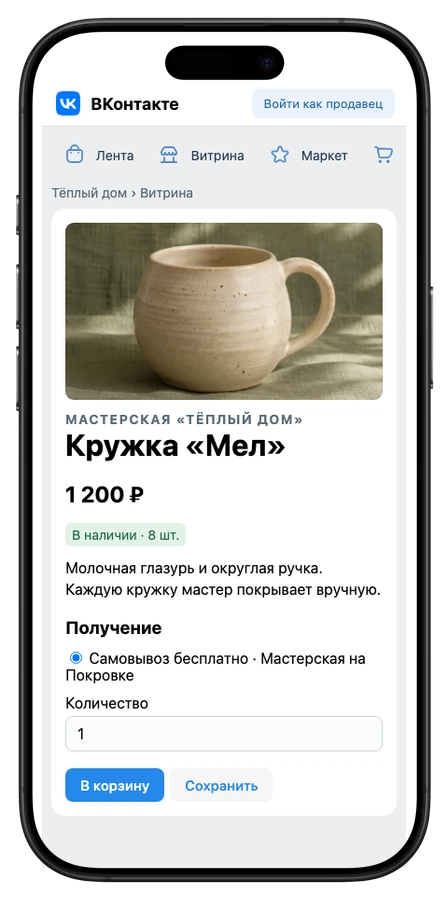 ВКонтакте
Войти как продавец
Лента
Витрина
Маркет
Тёплый дом › Витрина
МАСТЕРСКАЯ «ТЁПЛЫЙ ДОМ»
Кружка «Мел»
1 200 ₽
В наличии · 8 шт.
Молочная глазурь и округлая ручка.
Каждую кружку мастер покрывает вручную.
Получение
Самовывоз бесплатно · Мастерская на
Покровке
Количество
1
В корзину
Сохранить